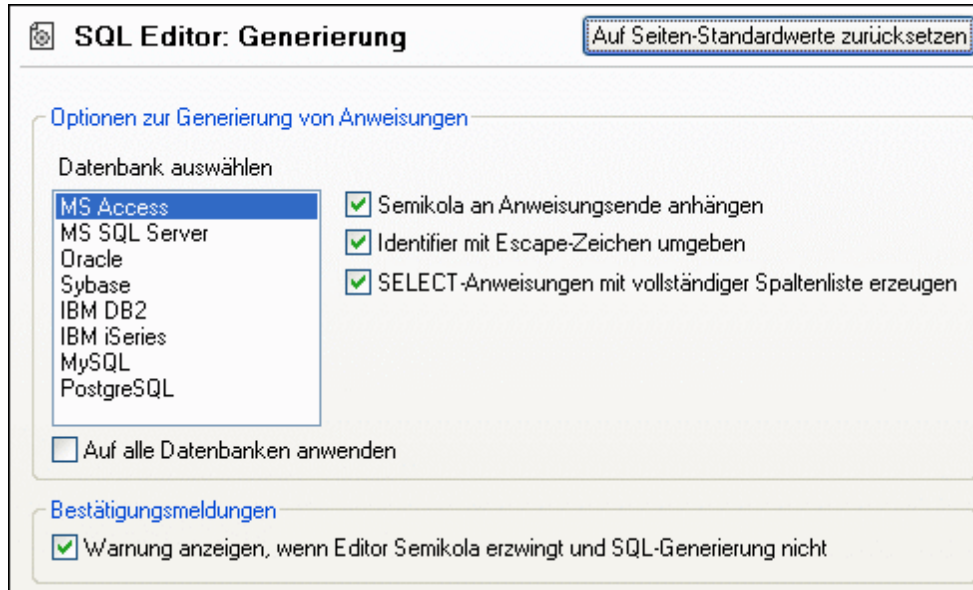 SQL Editor: Generierung
Auf Seiten-Standardwerte zurücksetzen
Optionen zur Generierung von Anweisungen
Datenbank auswählen
MS Access
MS SQL Server
Oracle
Sybase
IBM DB2
IBM iSeries
MySQL
PostgreSQL
Semikola an Anweisungsende anhängen
Identifier mit Escape-Zeichen umgeben
SELECT-Anweisungen mit vollständiger Spaltenliste erzeugen
Auf alle Datenbanken anwenden
Bestätigungsmeldungen
Warnung anzeigen, wenn Editor Semikola erzwingt und SQL-Generierung nicht